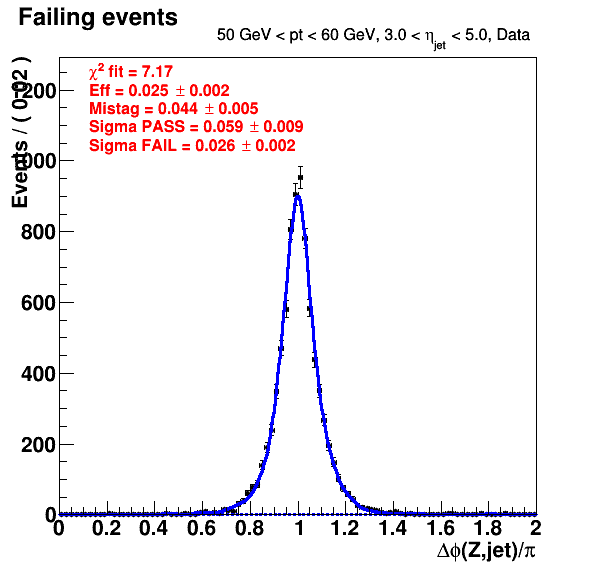 Failing events
50 GeV < pt < 60 GeV, 3.0 < ηjet < 5.0, Data
χ² fit = 7.17
Eff = 0.025 ± 0.002
Mistag = 0.044 ± 0.005
Sigma PASS = 0.059 ± 0.009
Sigma FAIL = 0.026 ± 0.002
Events / ( 0.02 )
1200
1000
800
600
400
200
0
0 0.2 0.4 0.6 0.8 1 1.2 1.4 1.6 1.8 2
Δϕ(Z,jet)/π